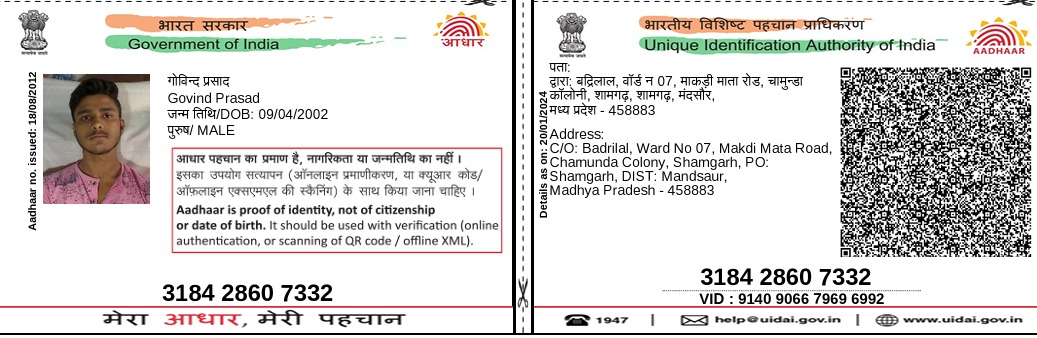 भारत सरकार
Government of India
आधार
Aadhaar no. issued: 18/08/2012
गोविन्द प्रसाद
Govind Prasad
जन्म तिथि/DOB: 09/04/2002
पुरुष/ MALE
आधार पहचान का प्रमाण है, नागरिकता या जन्मतिथि का नहीं ।
इसका उपयोग सत्यापन (ऑनलाइन प्रमाणीकरण, या क्यूआर कोड/
ऑफ़लाइन एक्सएमएल की स्कैनिंग) के साथ किया जाना चाहिए ।
Aadhaar is proof of identity, not of citizenship
or date of birth. It should be used with verification (online
authentication, or scanning of QR code / offline XML).
3184 2860 7332
मेरा आधार, मेरी पहचान
भारतीय विशिष्ट पहचान प्राधिकरण
Unique Identification Authority of India
AADHAAR
Details as on: 20/01/2024
पता:
द्वारा: बद्रिलाल, वॉर्ड न 07, माकड़ी माता रोड, चामुन्डा
कॉलोनी, शामगढ़, शामगढ़, मंदसौर,
मध्य प्रदेश - 458883
Address:
C/O: Badrilal, Ward No 07, Makdi Mata Road,
Chamunda Colony, Shamgarh, PO:
Shamgarh, DIST: Mandsaur,
Madhya Pradesh - 458883
3184 2860 7332
VID : 9140 9066 7969 6992
1947 | help@uidai.gov.in | www.uidai.gov.in